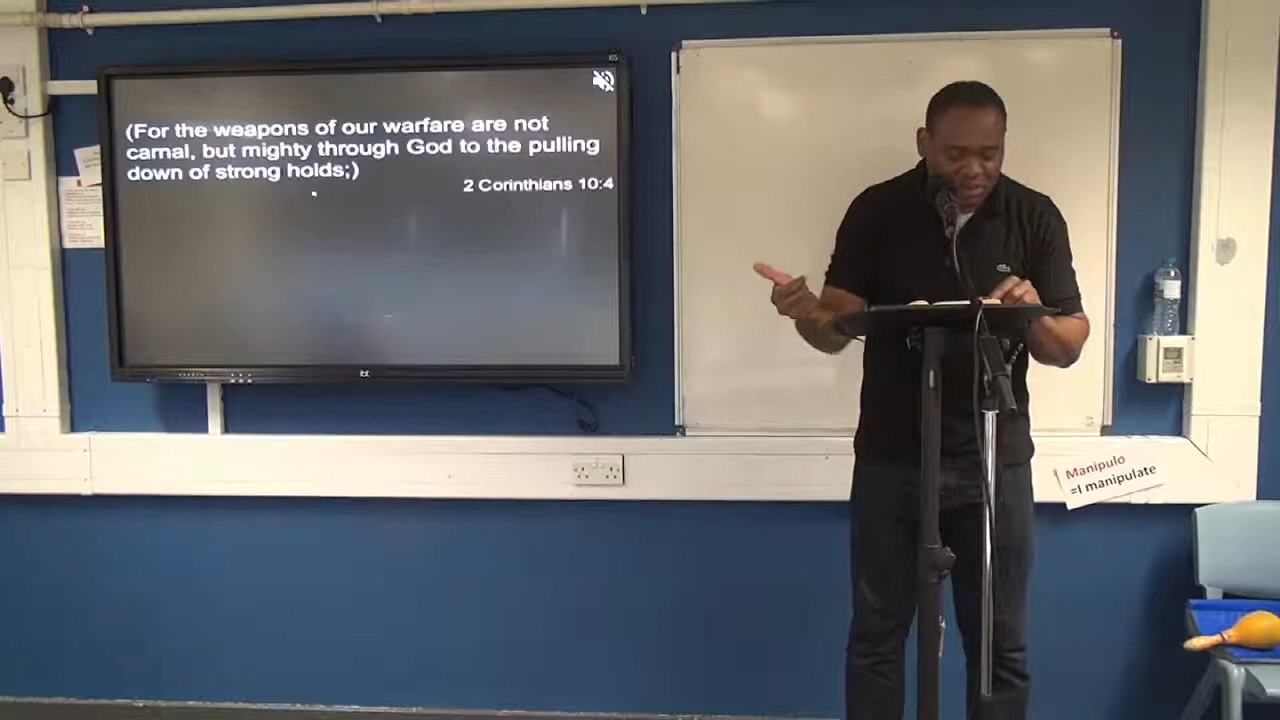 65
(For the weapons of our warfare are not
carnal, but mighty through God to the pulling
down of strong holds;)
2 Corinthians 10:4
Manipulo
=I manipulate